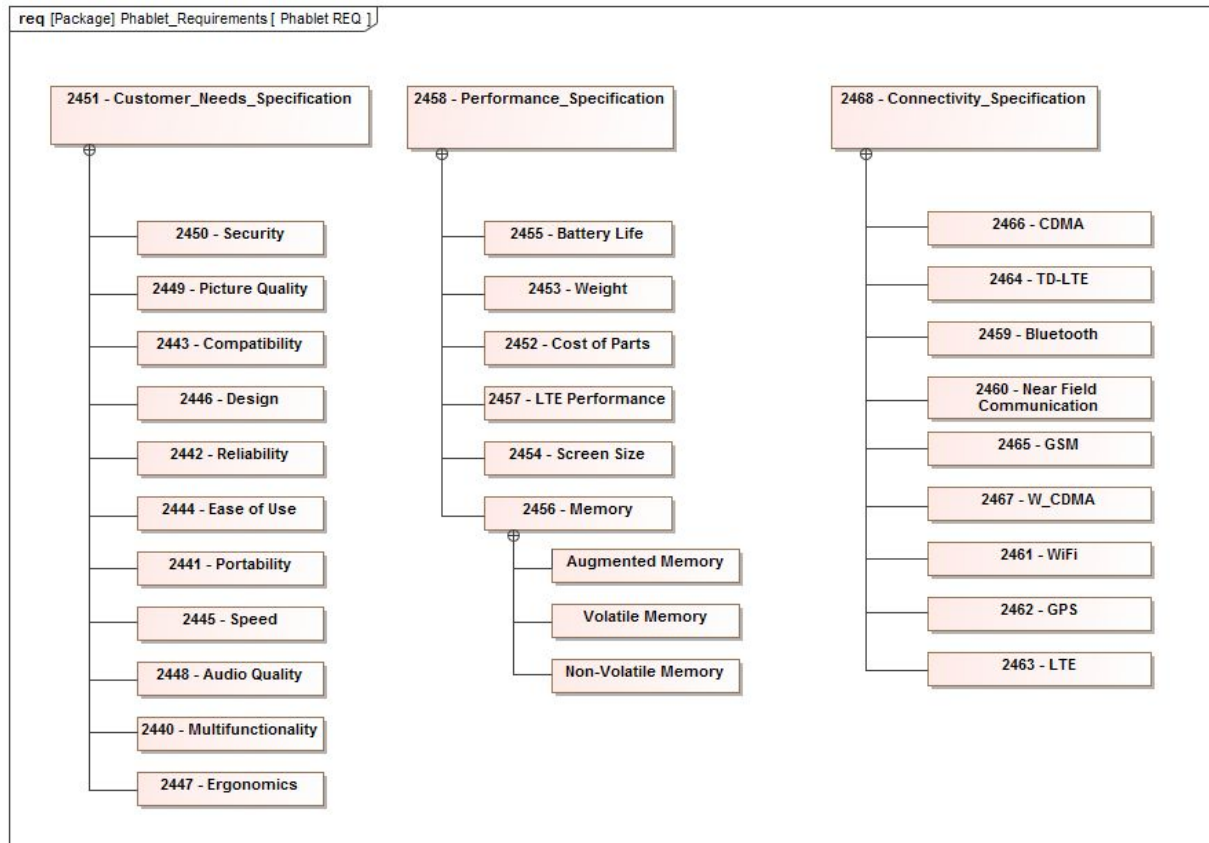 req [Package] Phablet_Requirements [ Phablet REQ ]
2451 - Customer_Needs_Specification
2450 - Security
2449 - Picture Quality
2443 - Compatibility
2446 - Design
2442 - Reliability
2444 - Ease of Use
2441 - Portability
2445 - Speed
2448 - Audio Quality
2440 - Multifunctionality
2447 - Ergonomics
2458 - Performance_Specification
2455 - Battery Life
2453 - Weight
2452 - Cost of Parts
2457 - LTE Performance
2454 - Screen Size
2456 - Memory
Augmented Memory
Volatile Memory
Non-Volatile Memory
2468 - Connectivity_Specification
2466 - CDMA
2464 - TD-LTE
2459 - Bluetooth
2460 - Near Field
Communication
2465 - GSM
2467 - W_CDMA
2461 - WiFi
2462 - GPS
2463 - LTE